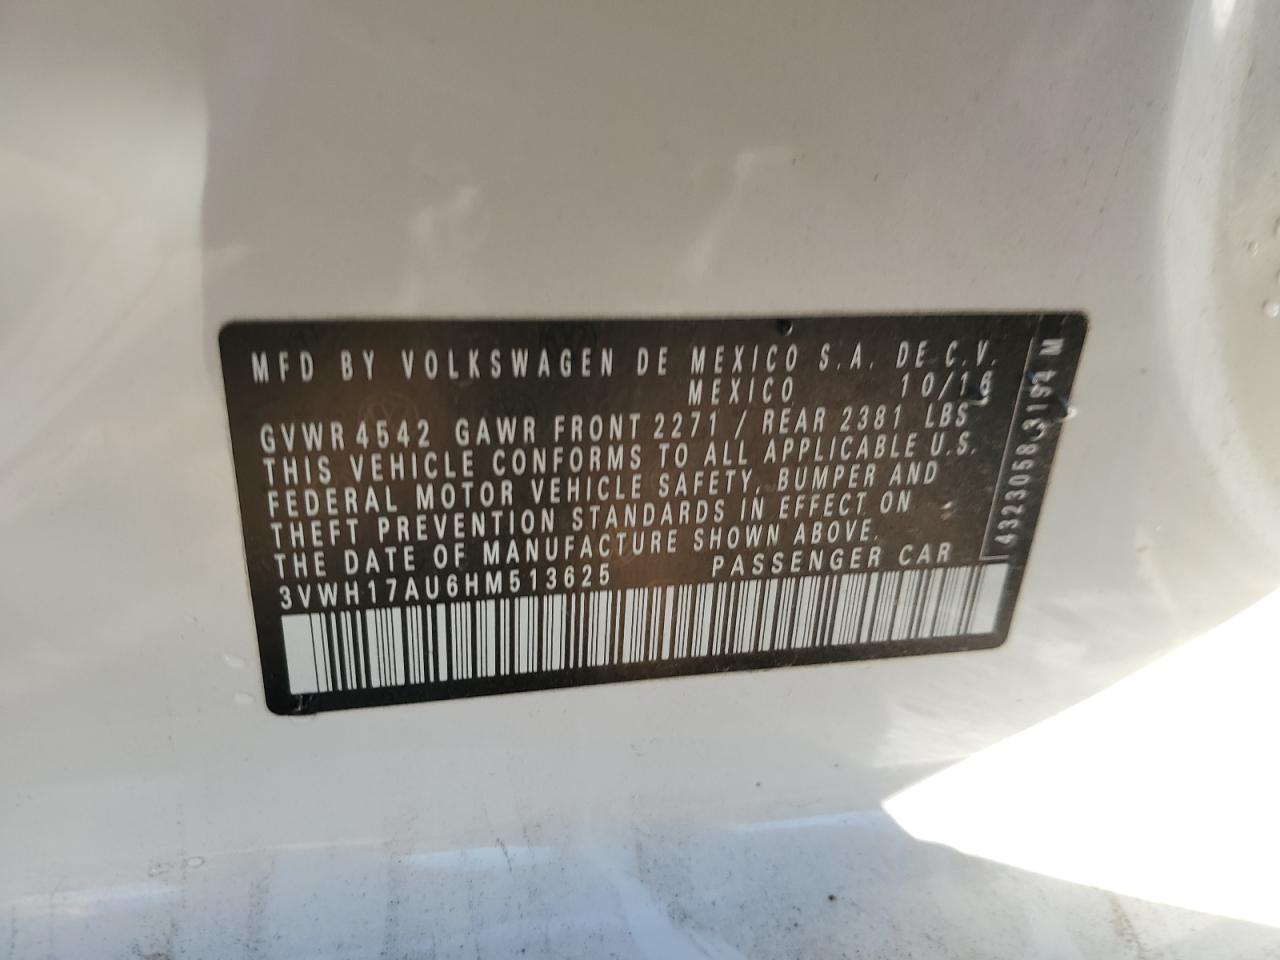 MFD BY VOLKSWAGEN DE MEXICO S.A. DE C.V.
MEXICO 10/16
GVWR 4542 GAWR FRONT 2271 / REAR 2381 LBS
THIS VEHICLE CONFORMS TO ALL APPLICABLE U.S.
FEDERAL MOTOR VEHICLE SAFETY, BUMPER AND
THEFT PREVENTION STANDARDS IN EFFECT ON
THE DATE OF MANUFACTURE SHOWN ABOVE.
3VWH17AU6HM513625 PASSENGER CAR
4323058.3194 M